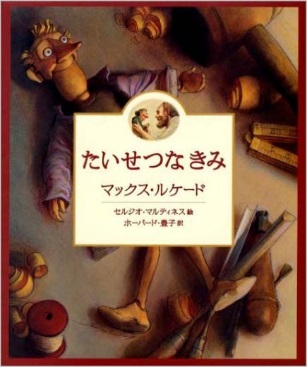 たいせつなきみ
マックス・ルケード
セルジオ・マルティネス 絵
ホーバード・豊子 訳